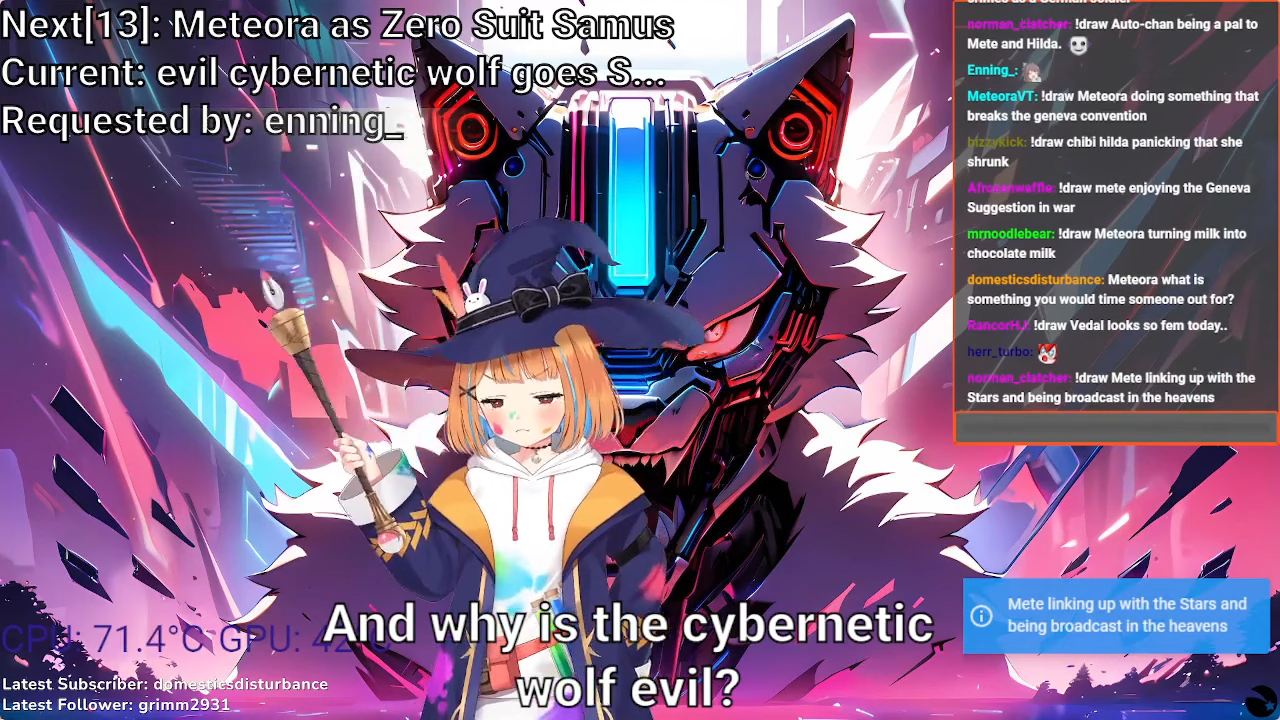 Next[13]: Meteora as Zero Suit Samus
Current: evil cybernetic wolf goes S...
Requested by: enning_
norman_clatcher: !draw Auto-chan being a pal to
Mete and Hilda.
Enning_:
MeteoraVT: !draw Meteora doing something that
breaks the geneva convention
bizzykick: !draw chibi hilda panicking that she
shrunk
Afroсanwaffle: !draw mete enjoying the Geneva
Suggestion in war
mrnoodlebear: !draw Meteora turning milk into
chocolate milk
domesticsdisturbance: Meteora what is
something you would time someone out for?
RancorHJ: !draw Vedal looks so fem today..
herr_turbo:
norman_clatcher: !draw Mete linking up with the
Stars and being broadcast in the heavens
Mete linking up with the Stars and
being broadcast in the heavens
And why is the cybernetic
wolf evil?
CPU: 71.4°C GPU: 42°C
Latest Subscriber: domesticsdisturbance
Latest Follower: grimm2931